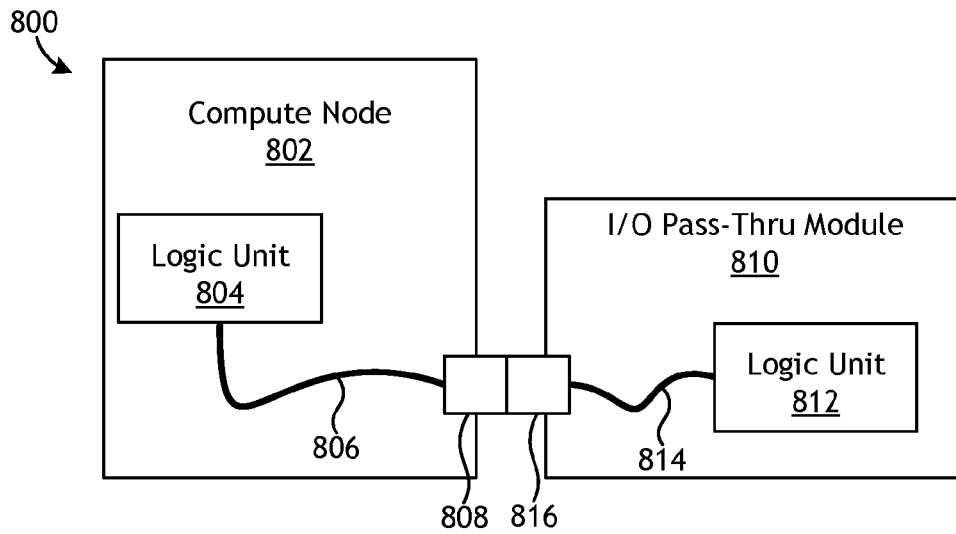 800
Compute Node
802
I/O Pass-Thru Module
810
Logic Unit
804
Logic Unit
812
806
814
808
816